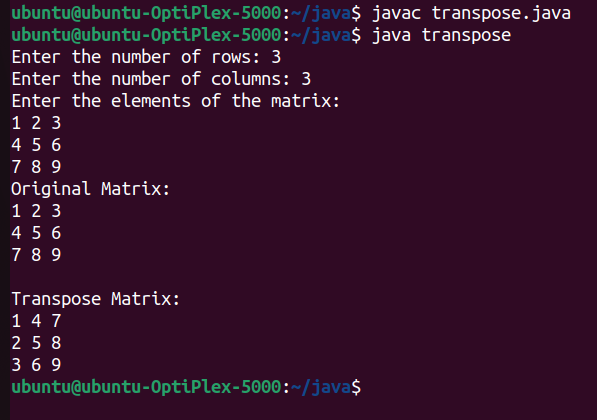 ubuntu@ubuntu-OptiPlex-5000:~/java$ javac transpose.java
ubuntu@ubuntu-OptiPlex-5000:~/java$ java transpose
Enter the number of rows: 3
Enter the number of columns: 3
Enter the elements of the matrix:
1 2 3
4 5 6
7 8 9
Original Matrix:
1 2 3
4 5 6
7 8 9

Transpose Matrix:
1 4 7
2 5 8
3 6 9
ubuntu@ubuntu-OptiPlex-5000:~/java$